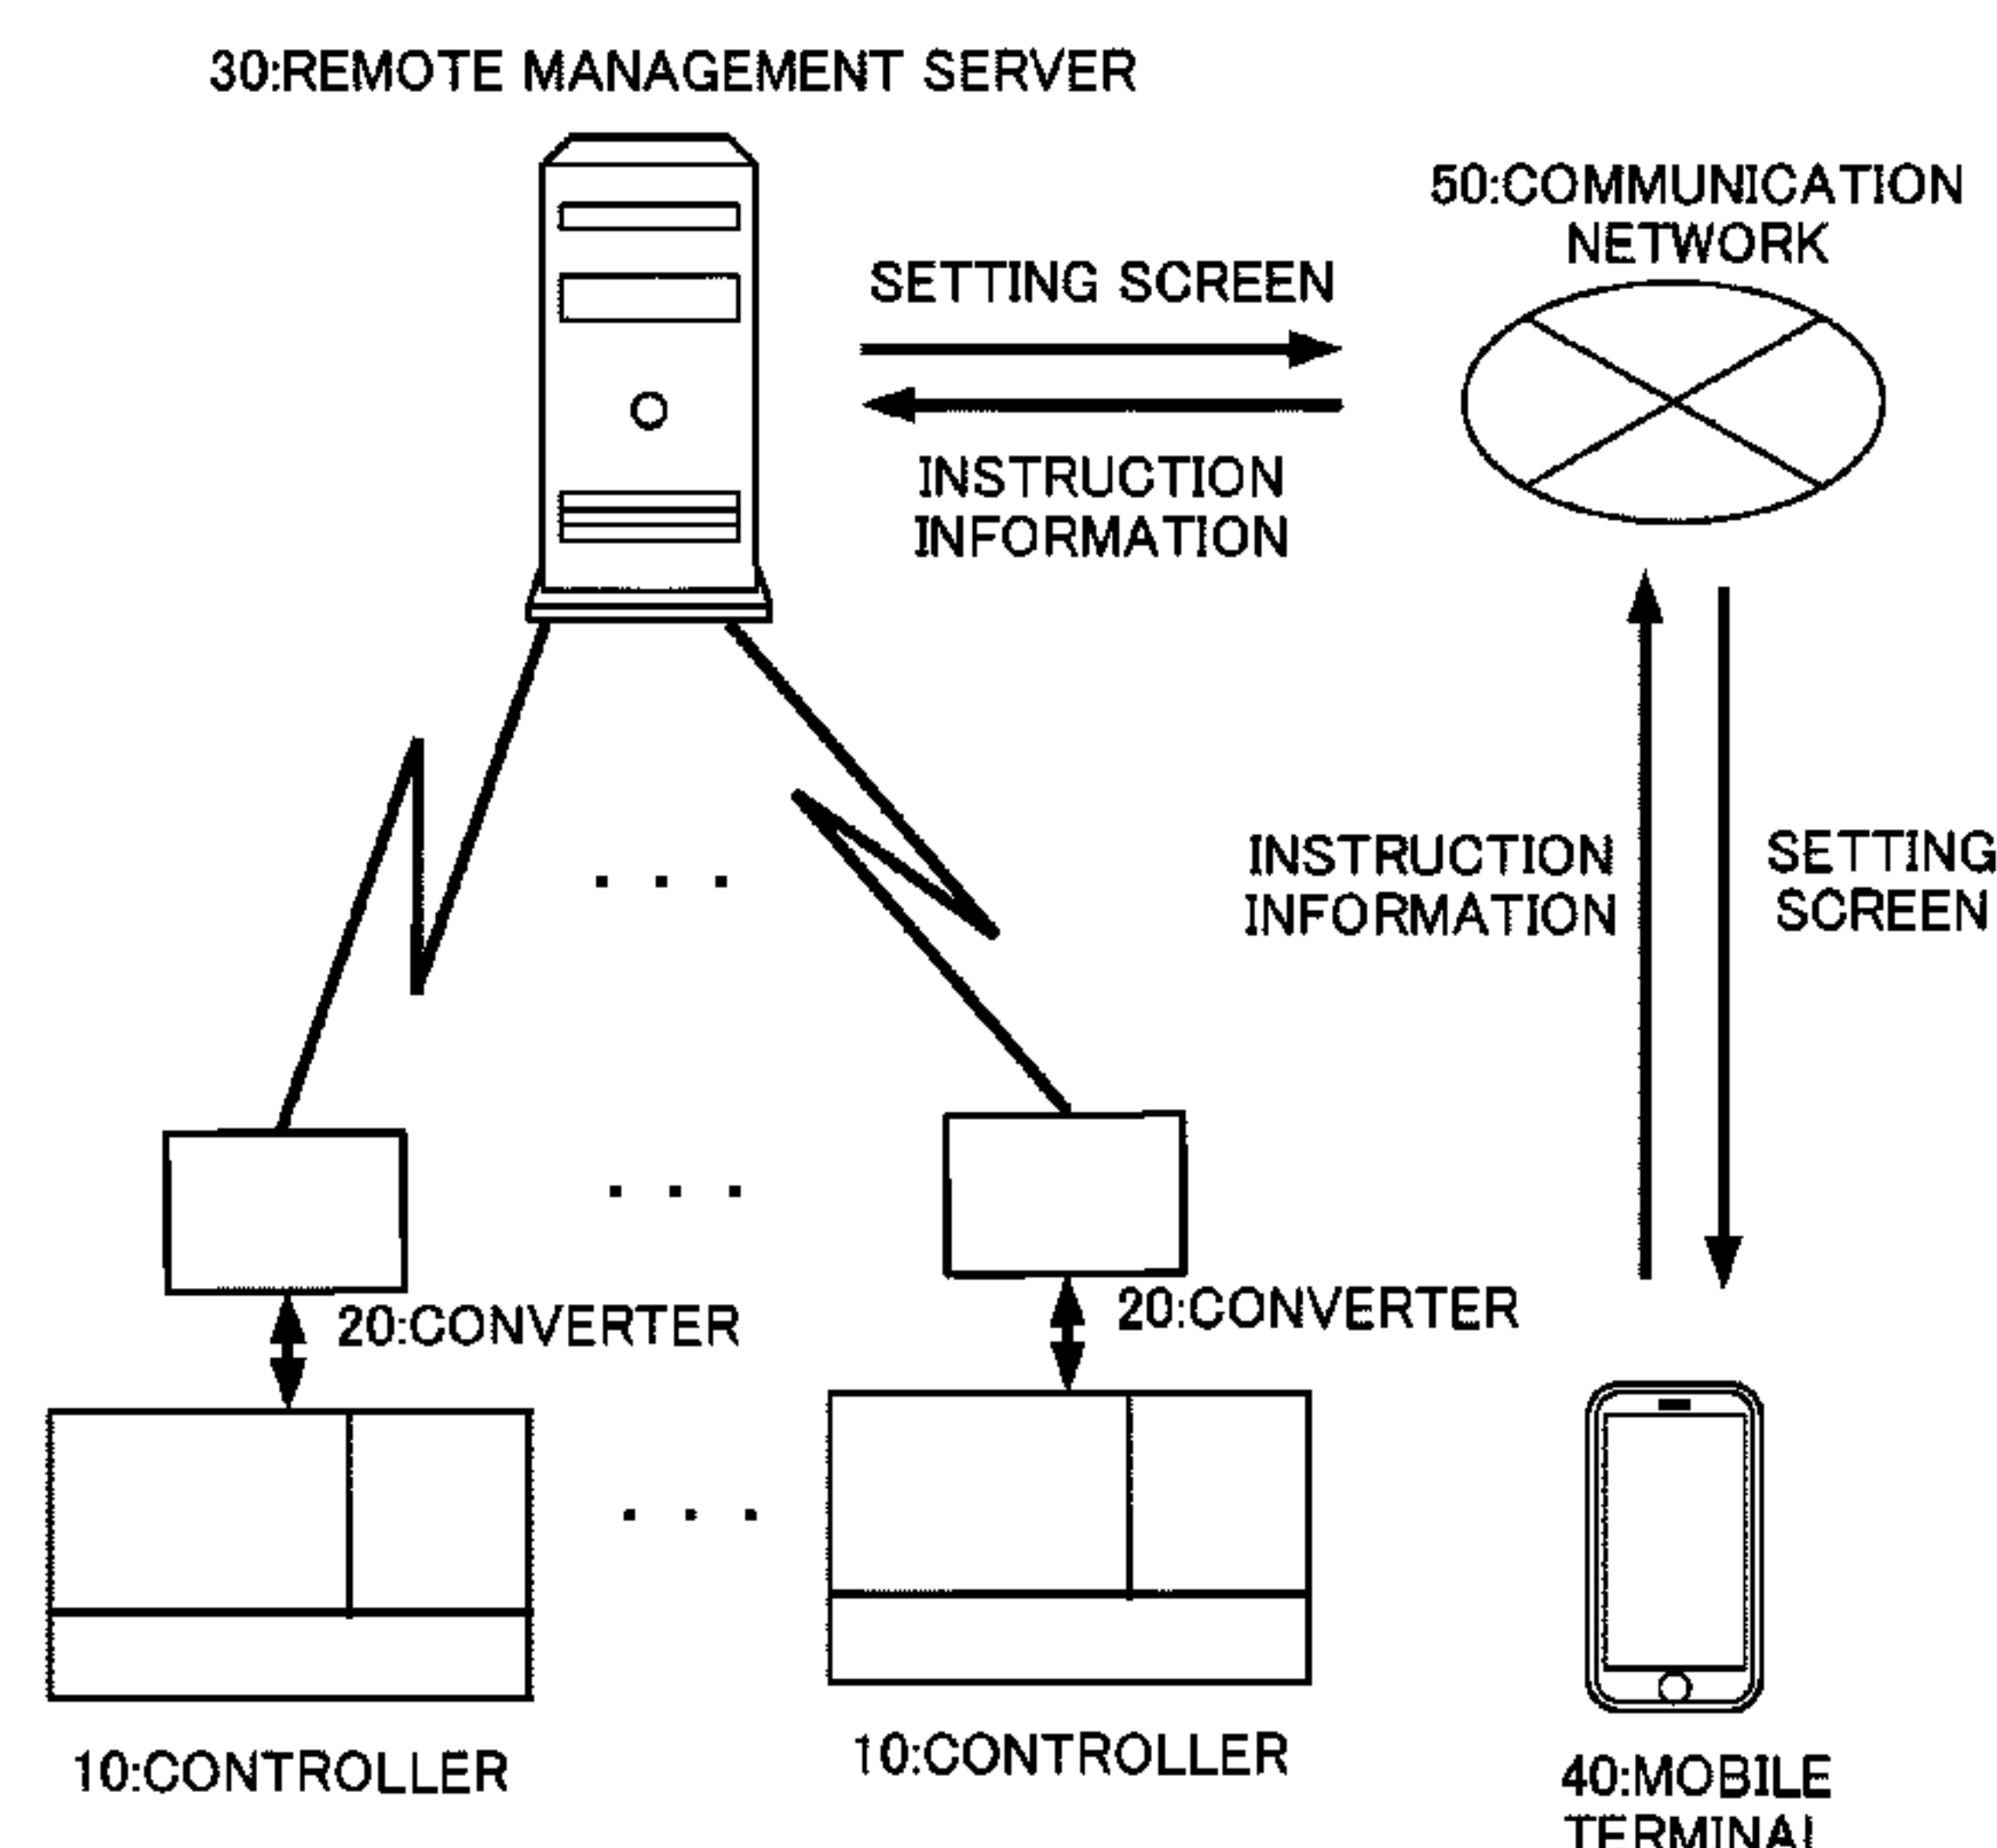 30:REMOTE MANAGEMENT SERVER
50:COMMUNICATION
NETWORK
SETTING SCREEN
INSTRUCTION
INFORMATION
INSTRUCTION
INFORMATION
SETTING
SCREEN
20:CONVERTER
20:CONVERTER
10:CONTROLLER
10:CONTROLLER
40:MOBILE
TERMINAL